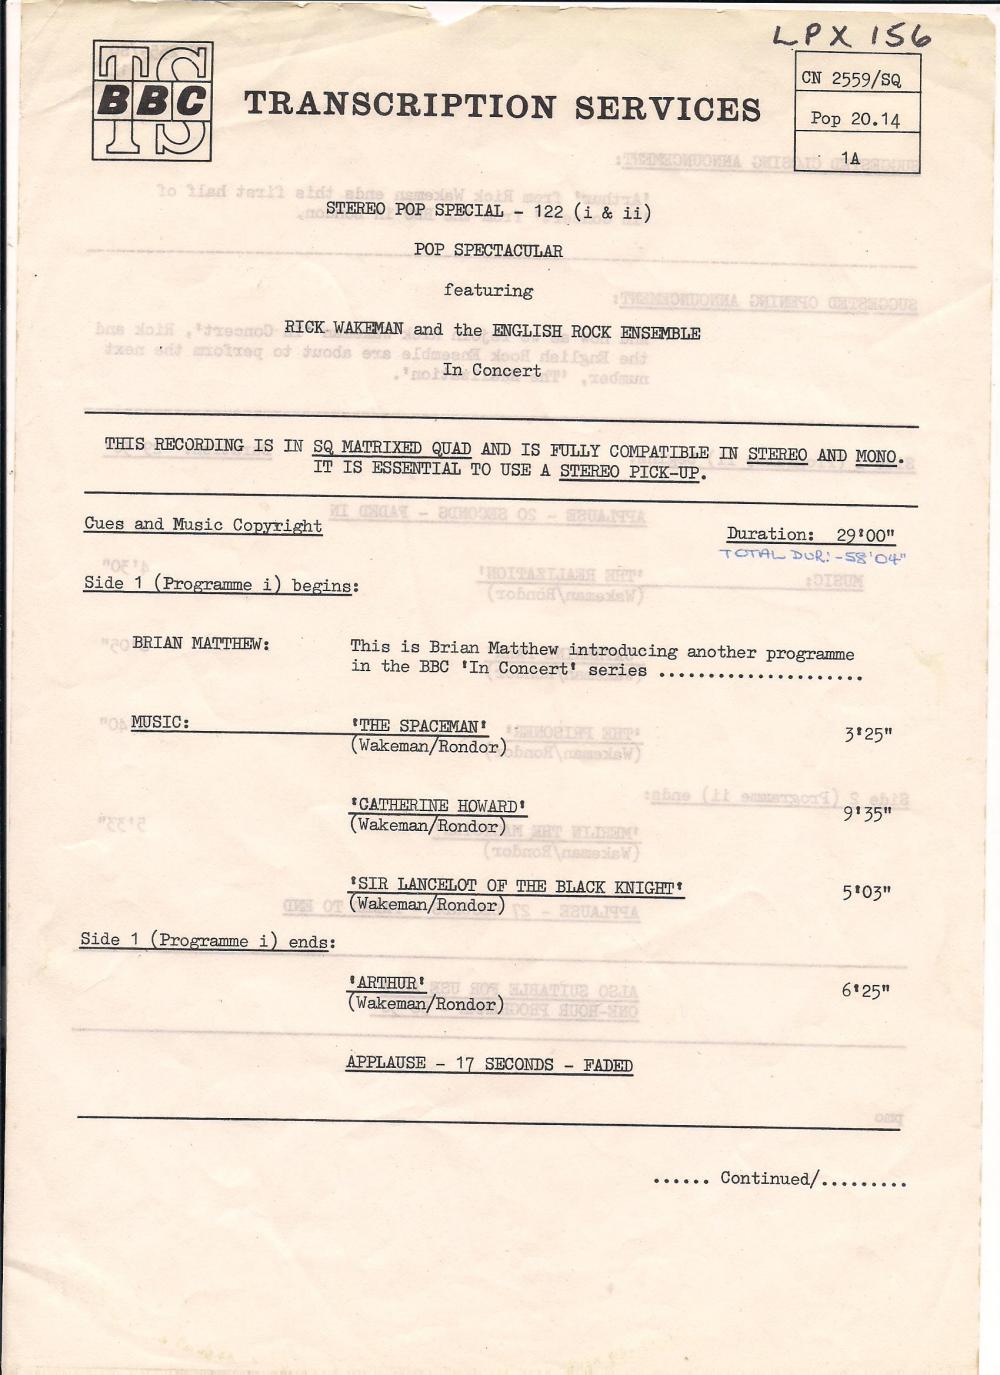 LPX 156
TS
BBC
TS
TRANSCRIPTION SERVICES
CN 2559/SQ
Pop 20.14
1A
STEREO POP SPECIAL - 122 (i & ii)
POP SPECTACULAR
featuring
RICK WAKEMAN and the ENGLISH ROCK ENSEMBLE
In Concert
THIS RECORDING IS IN SQ MATRIXED QUAD AND IS FULLY COMPATIBLE IN STEREO AND MONO.
IT IS ESSENTIAL TO USE A STEREO PICK-UP.
Cues and Music Copyright
Duration: 29'00"
TOTAL DUR:-58'04"
Side 1 (Programme i) begins:
BRIAN MATTHEW: This is Brian Matthew introducing another programme
in the BBC 'In Concert' series .....................
MUSIC: 'THE SPACEMAN' 3'25"
(Wakeman/Rondor)
'CATHERINE HOWARD' 9'35"
(Wakeman/Rondor)
'SIR LANCELOT OF THE BLACK KNIGHT' 5'03"
(Wakeman/Rondor)
Side 1 (Programme i) ends:
'ARTHUR' 6'25"
(Wakeman/Rondor)
APPLAUSE - 17 SECONDS - FADED
...... Continued/.........